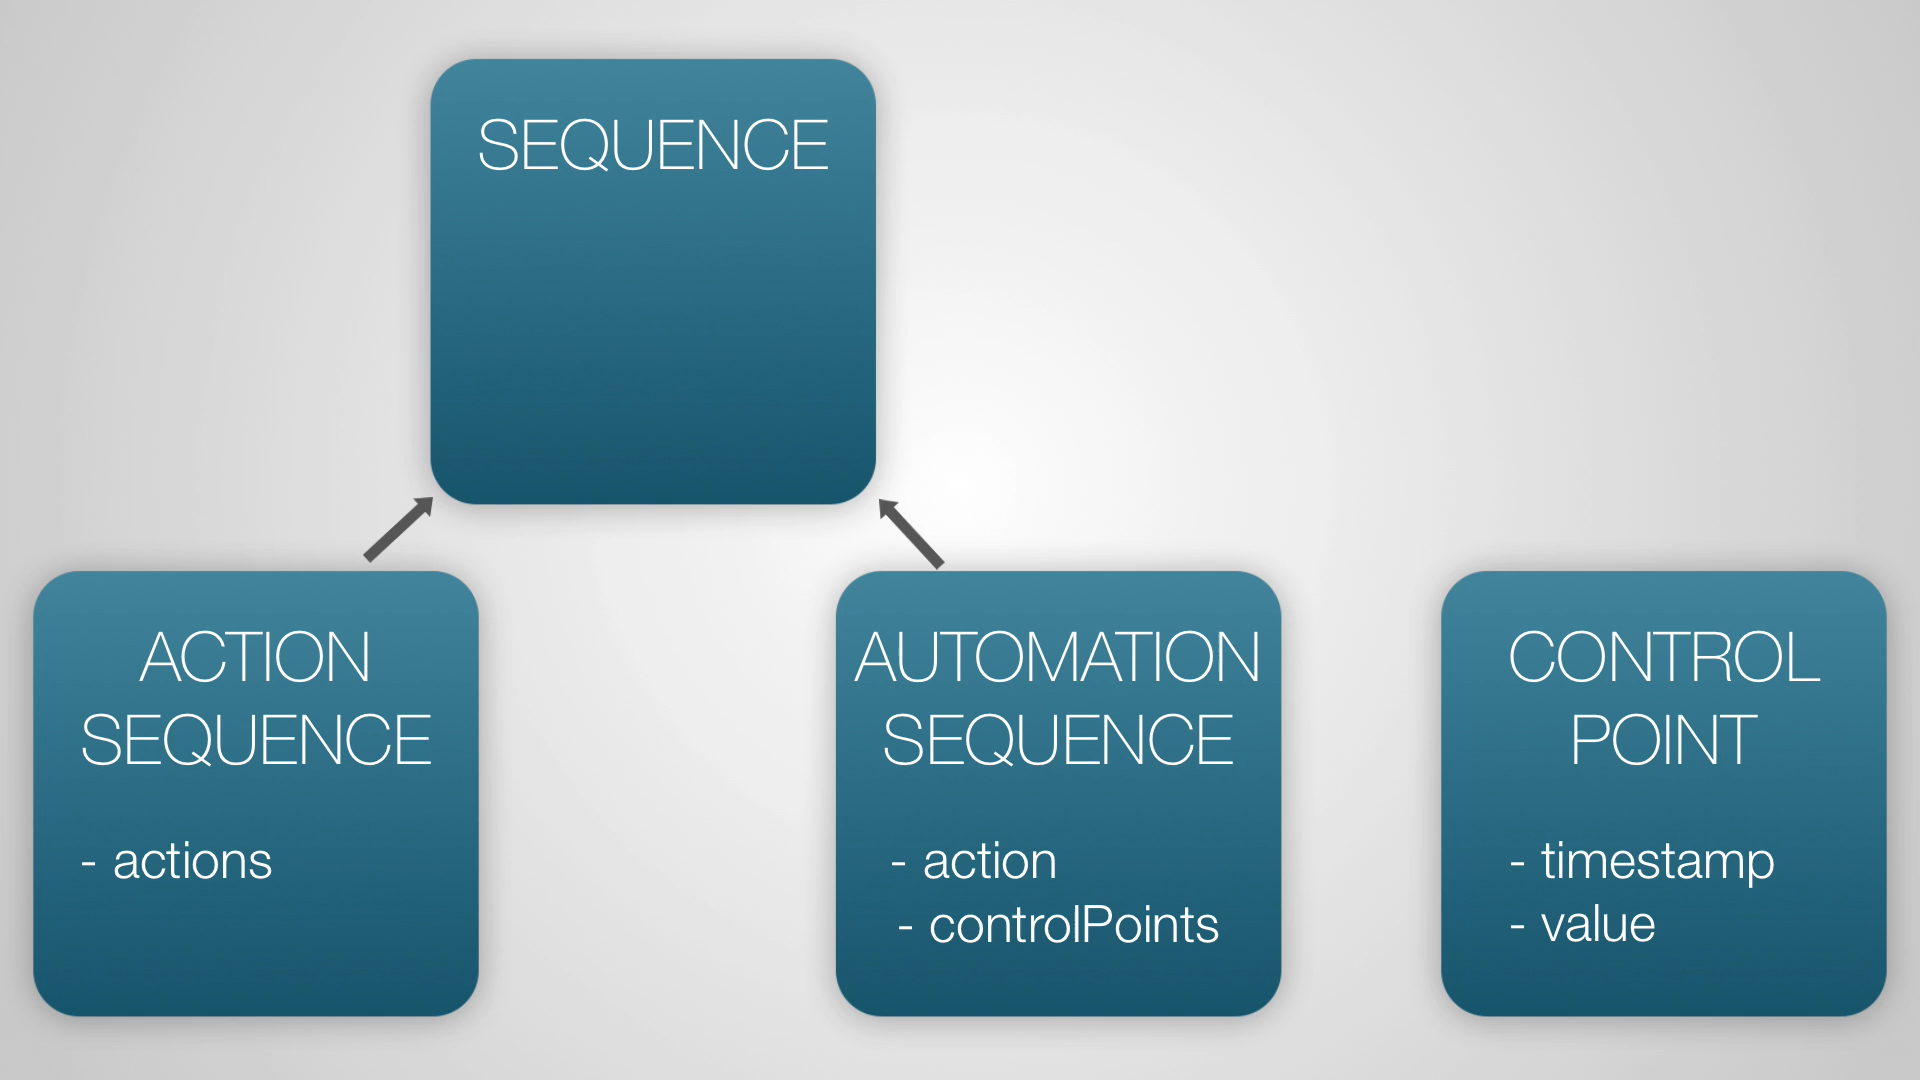 SEQUENCE
ACTION
SEQUENCE
- actions
AUTOMATION
SEQUENCE
- action
- controlPoints
CONTROL
POINT
- timestamp
- value